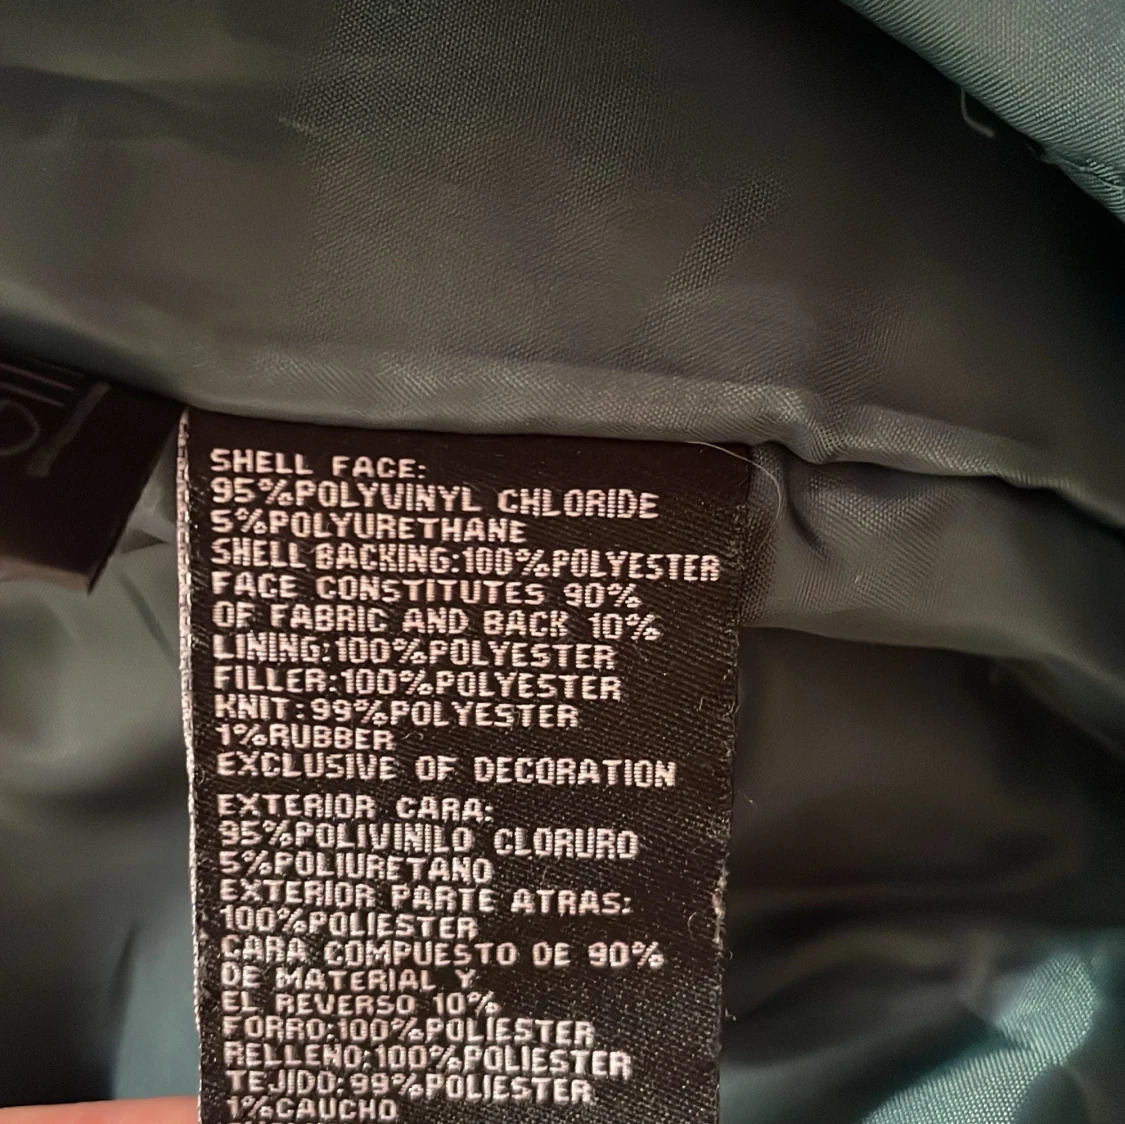 SHELL FACE:
95%POLYVINYL CHLORIDE
5%POLYURETHANE
SHELL BACKING:100%POLYESTER
FACE CONSTITUTES 90%
OF FABRIC AND BACK 10%
LINING:100%POLYESTER
FILLER:100%POLYESTER
KNIT:99%POLYESTER
1%RUBBER
EXCLUSIVE OF DECORATION
EXTERIOR CARA:
95%POLIVINILO CLORURO
5%POLIURETANO
EXTERIOR PARTE ATRAS:
100%POLIESTER
CARA COMPUESTO DE 90%
DE MATERIAL Y
EL REVERSO 10%
FORRO:100%POLIESTER
RELLENO:100%POLIESTER
TEJIDO:99%POLIESTER
1%CAUCHO